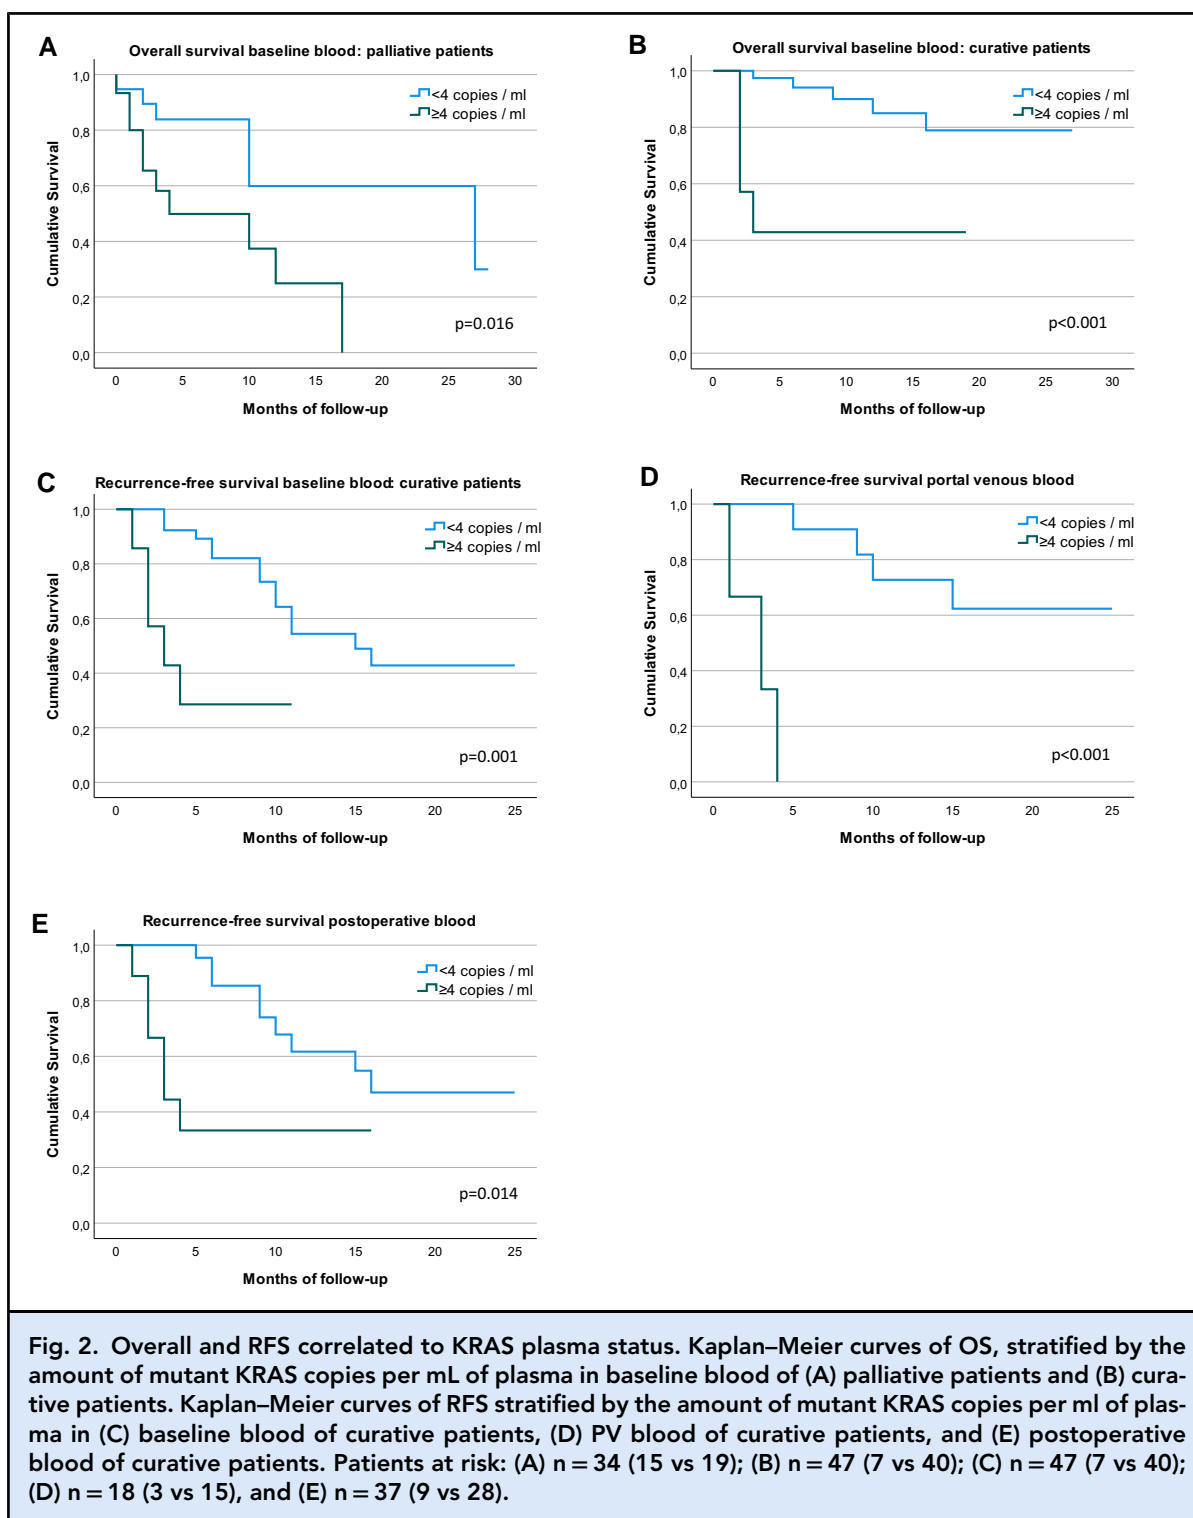 A
Overall survival baseline blood: palliative patients
1,0
0,8
0,6
0,4
0,2
0,0
Cumulative Survival
<4 copies / ml
≥4 copies / ml
p=0.016
0 5 10 15 20 25 30
Months of follow-up
B
Overall survival baseline blood: curative patients
1,0
0,8
0,6
0,4
0,2
0,0
Cumulative Survival
<4 copies / ml
≥4 copies / ml
p<0.001
0 5 10 15 20 25 30
Months of follow-up
C
Recurrence-free survival baseline blood: curative patients
1,0
0,8
0,6
0,4
0,2
0,0
Cumulative Survival
<4 copies / ml
≥4 copies / ml
p=0.001
0 5 10 15 20 25
Months of follow-up
D
Recurrence-free survival portal venous blood
1,0
0,8
0,6
0,4
0,2
0,0
Cumulative Survival
<4 copies / ml
≥4 copies / ml
p<0.001
0 5 10 15 20 25
Months of follow-up
E
Recurrence-free survival postoperative blood
1,0
0,8
0,6
0,4
0,2
0,0
Cumulative Survival
<4 copies / ml
≥4 copies / ml
p=0.014
0 5 10 15 20 25
Months of follow-up
Fig. 2. Overall and RFS correlated to KRAS plasma status. Kaplan–Meier curves of OS, stratified by the
amount of mutant KRAS copies per mL of plasma in baseline blood of (A) palliative patients and (B) cura-
tive patients. Kaplan–Meier curves of RFS stratified by the amount of mutant KRAS copies per ml of plas-
ma in (C) baseline blood of curative patients, (D) PV blood of curative patients, and (E) postoperative
blood of curative patients. Patients at risk: (A) n = 34 (15 vs 19); (B) n = 47 (7 vs 40); (C) n = 47 (7 vs 40);
(D) n = 18 (3 vs 15), and (E) n = 37 (9 vs 28).